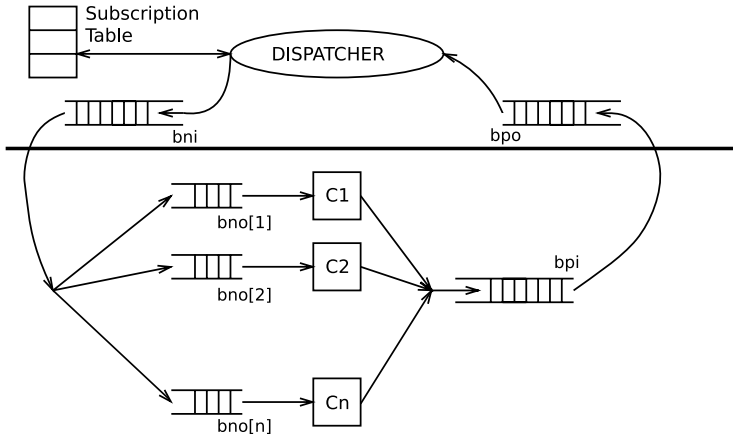 Subscription
Table
DISPATCHER
bni
bpo
C1
bno[1]
C2
bpi
bno[2]
Cn
bno[n]